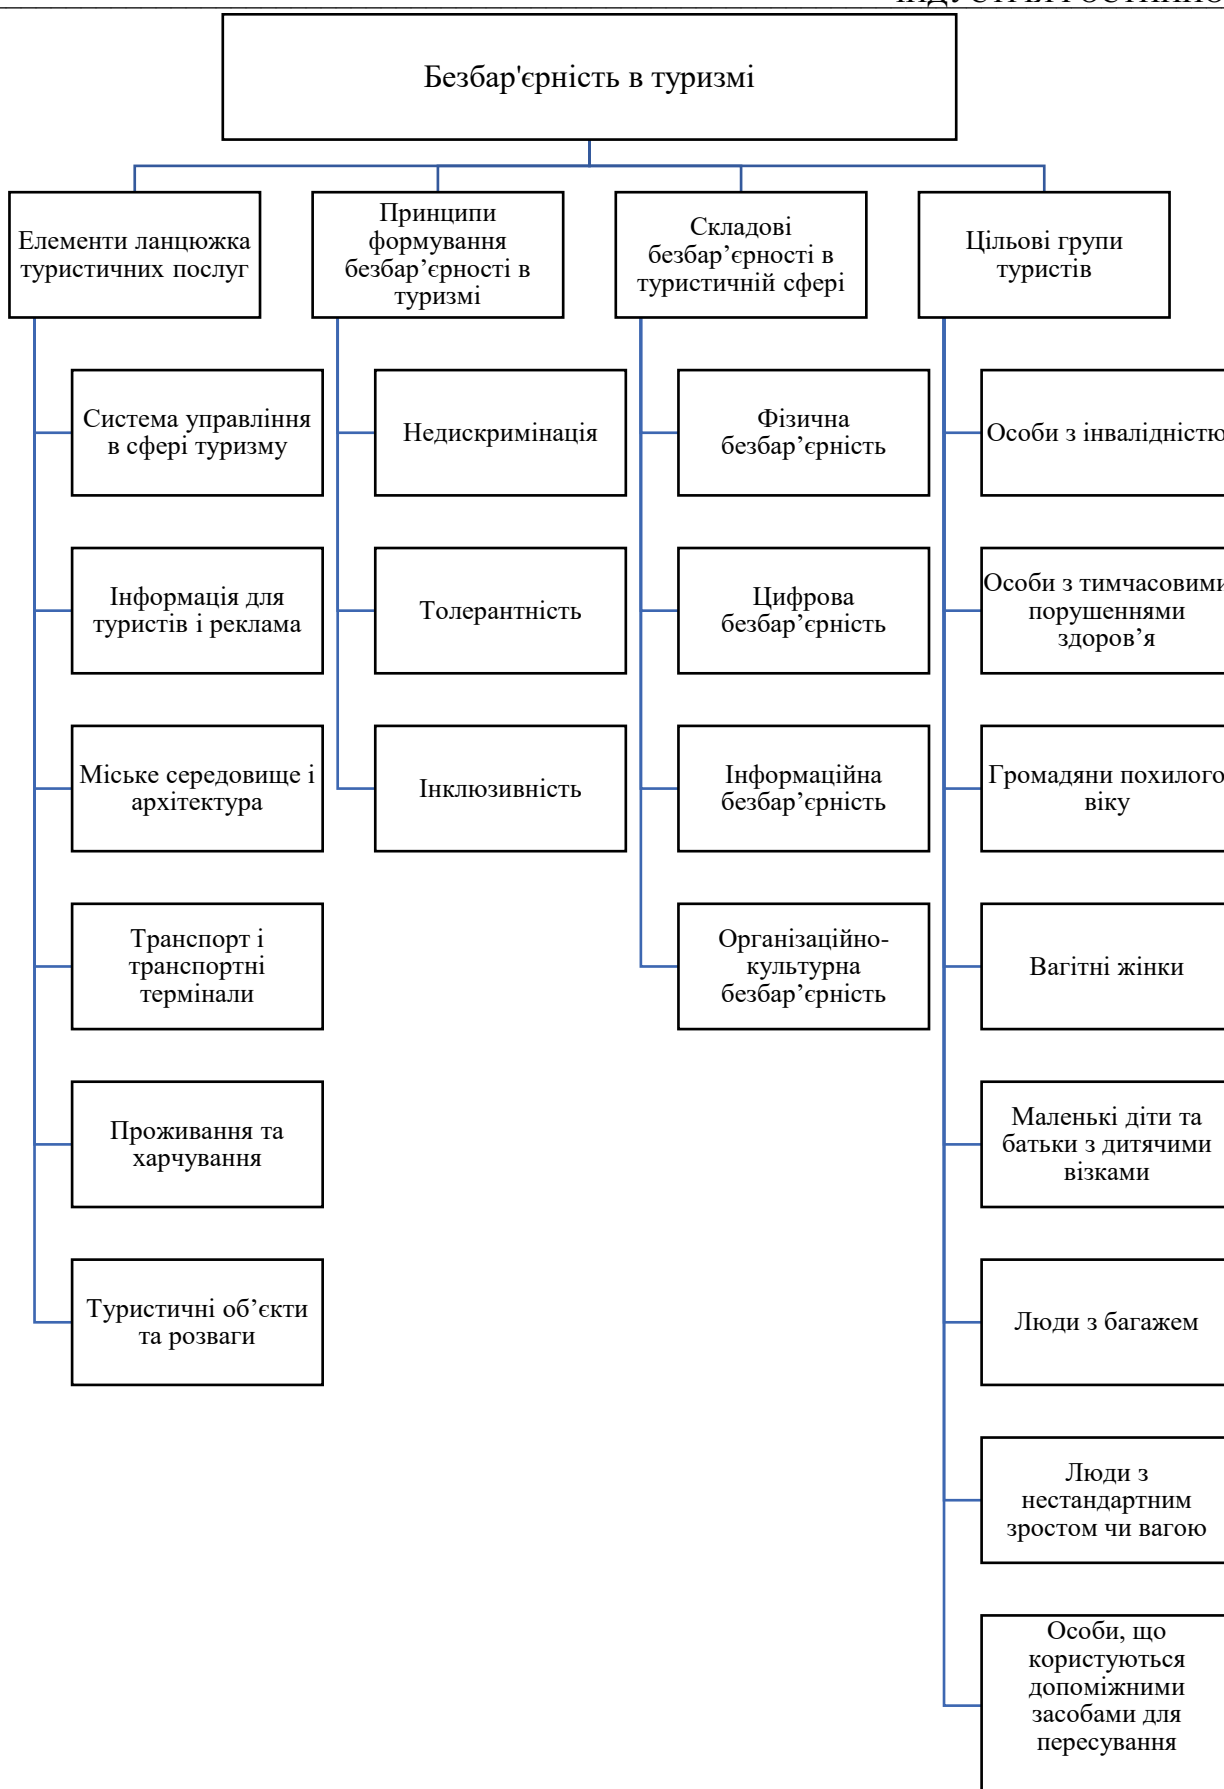 Безбар'єрність в туризмі
Елементи ланцюжка
туристичних послуг
Принципи
формування
безбар’єрності в
туризмі
Складові
безбар’єрності в
туристичній сфері
Цільові групи
туристів
Система управління
в сфері туризму
Інформація для
туристів і реклама
Міське середовище і
архітектура
Транспорт і
транспортні
термінали
Проживання та
харчування
Туристичні об’єкти
та розваги
Недискримінація
Толерантність
Інклюзивність
Фізична
безбар’єрність
Цифрова
безбар’єрність
Інформаційна
безбар’єрність
Організаційно-
культурна
безбар’єрність
Особи з інвалідністю
Особи з тимчасовими
порушеннями
здоров’я
Громадяни похилого
віку
Вагітні жінки
Маленькі діти та
батьки з дитячими
візками
Люди з багажем
Люди з
нестандартним
зростом чи вагою
Особи, що
користуються
допоміжними
засобами для
пересування